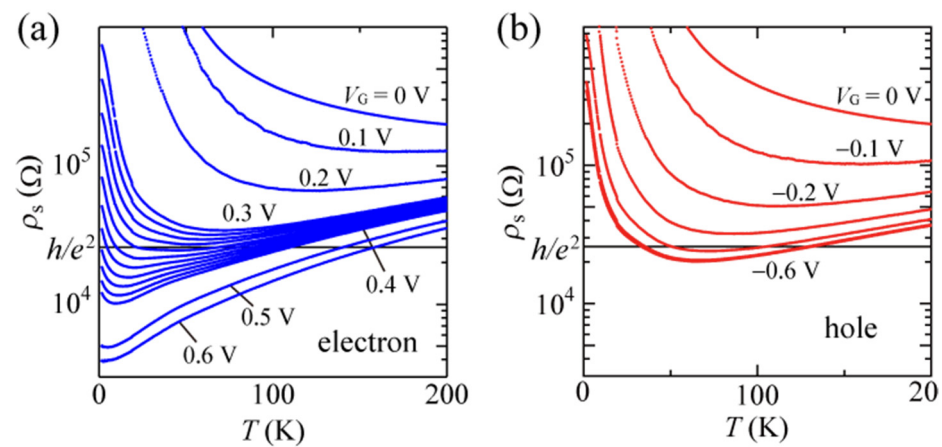 (a)
ρs (Ω)
10^5
h/e^2
10^4
VG = 0 V
0.1 V
0.2 V
0.3 V
0.4 V
0.5 V
0.6 V
electron
0 100 200
T (K)
(b)
ρs (Ω)
10^5
h/e^2
10^4
VG = 0 V
−0.1 V
−0.2 V
−0.6 V
hole
0 100 20
T (K)